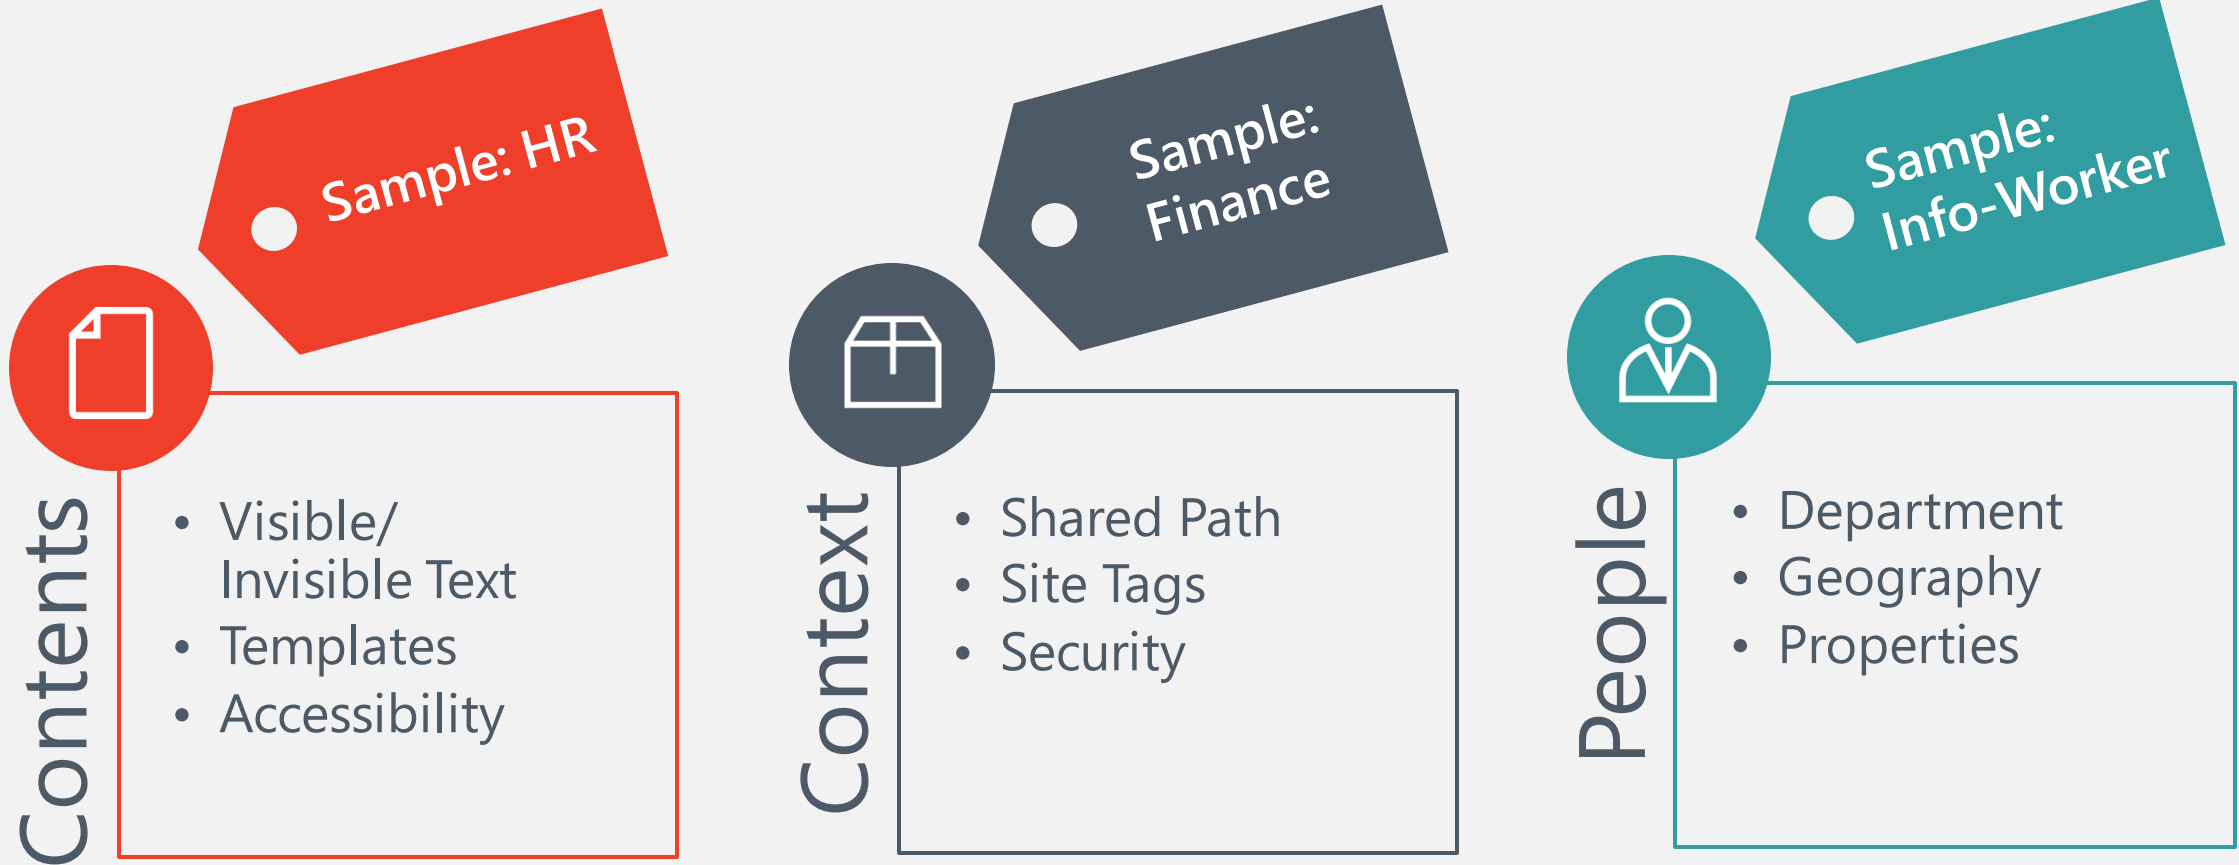 Sample: HR
Contents
• Visible/
Invisible Text
• Templates
• Accessibility
Sample:
Finance
Context
• Shared Path
• Site Tags
• Security
Sample:
Info-Worker
People
• Department
• Geography
• Properties